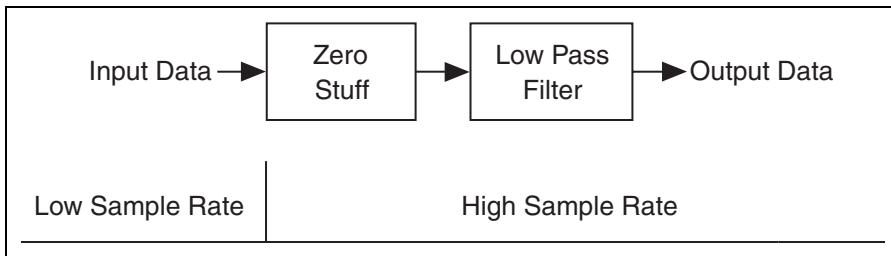 Input Data
Zero
Stuff
Low Pass
Filter
Output Data
Low Sample Rate
High Sample Rate